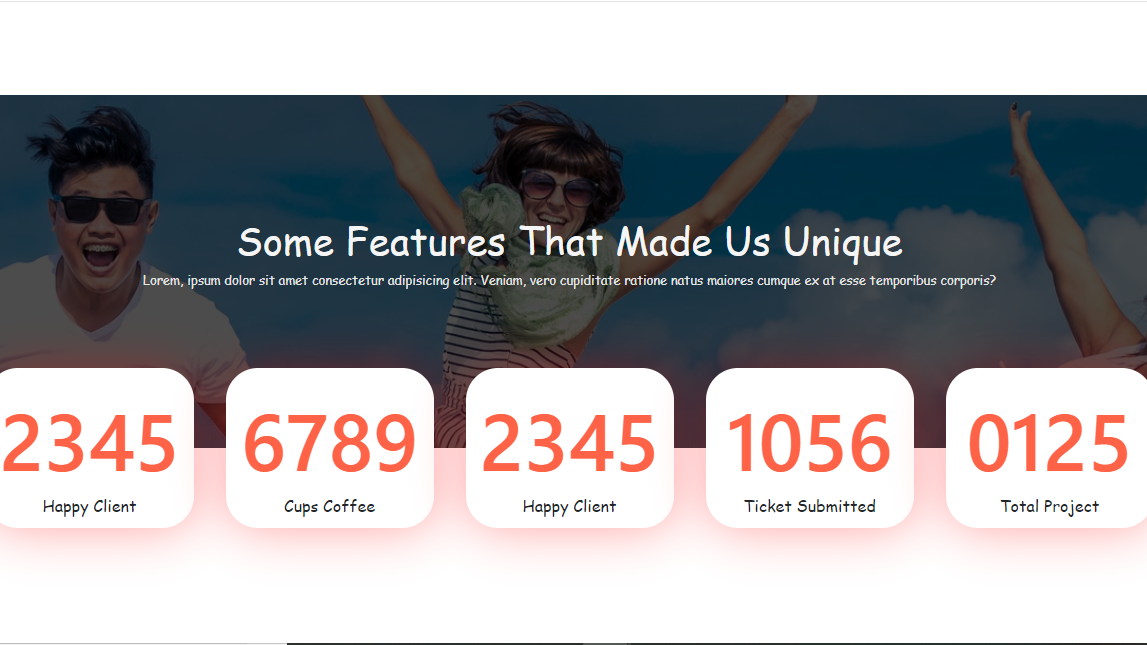 Some Features That Made Us Unique
Lorem, ipsum dolor sit amet consectetur adipisicing elit. Veniam, vero cupiditate ratione natus maiores cumque ex at esse temporibus corporis?
2345 6789 2345 1056 0125
Happy Client Cups Coffee Happy Client Ticket Submitted Total Project